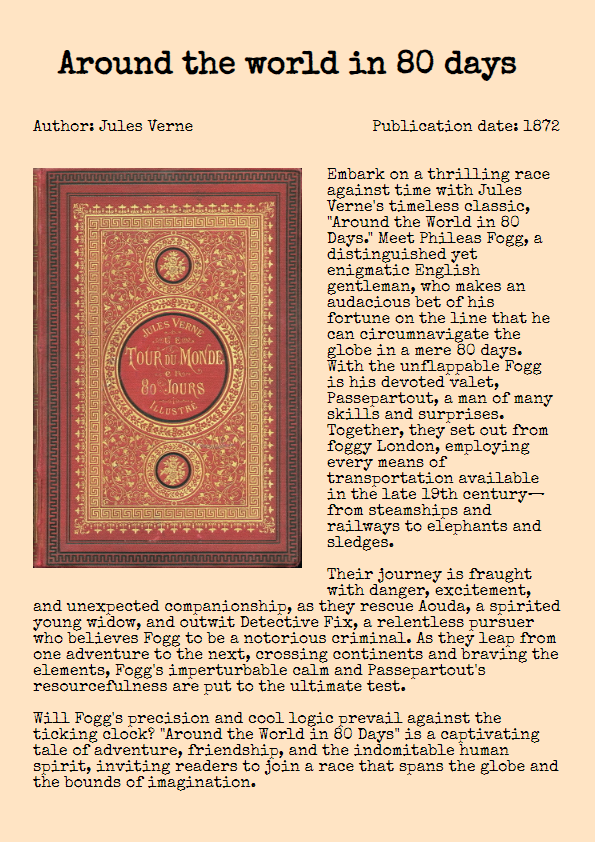 Around the world in 80 days
Author: Jules Verne
Publication date: 1872
JULES VERNE
LE
TOUR DU MONDE
EN
80 JOURS
ILLUSTRÉ
Embark on a thrilling race
against time with Jules
Verne's timeless classic,
"Around the World in 80
Days." Meet Phileas Fogg, a
distinguished yet
enigmatic English
gentleman, who makes an
audacious bet of his
fortune on the line that he
can circumnavigate the
globe in a mere 80 days.
With the unflappable Fogg
is his devoted valet,
Passepartout, a man of many
skills and surprises.
Together, they set out from
foggy London, employing
every means of
transportation available
in the late 19th century—
from steamships and
railways to elephants and
sledges.
Their journey is fraught
with danger, excitement,
and unexpected companionship, as they rescue Aouda, a spirited
young widow, and outwit Detective Fix, a relentless pursuer
who believes Fogg to be a notorious criminal. As they leap from
one adventure to the next, crossing continents and braving the
elements, Fogg's imperturbable calm and Passepartout's
resourcefulness are put to the ultimate test.
Will Fogg's precision and cool logic prevail against the
ticking clock? "Around the World in 80 Days" is a captivating
tale of adventure, friendship, and the indomitable human
spirit, inviting readers to join a race that spans the globe and
the bounds of imagination.